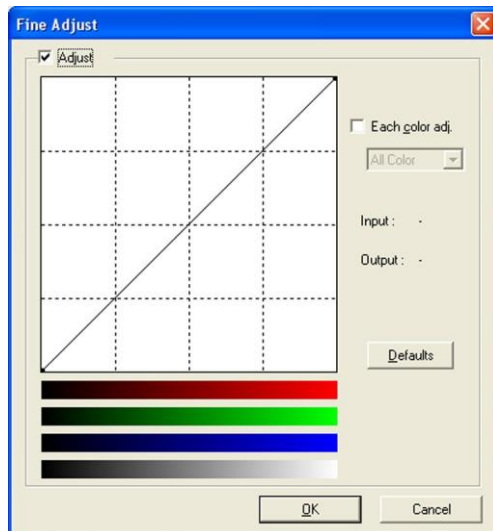 Fine Adjust
Adjust
Each color adj.
All Color
Input : -
Output : -
Defaults
OK
Cancel